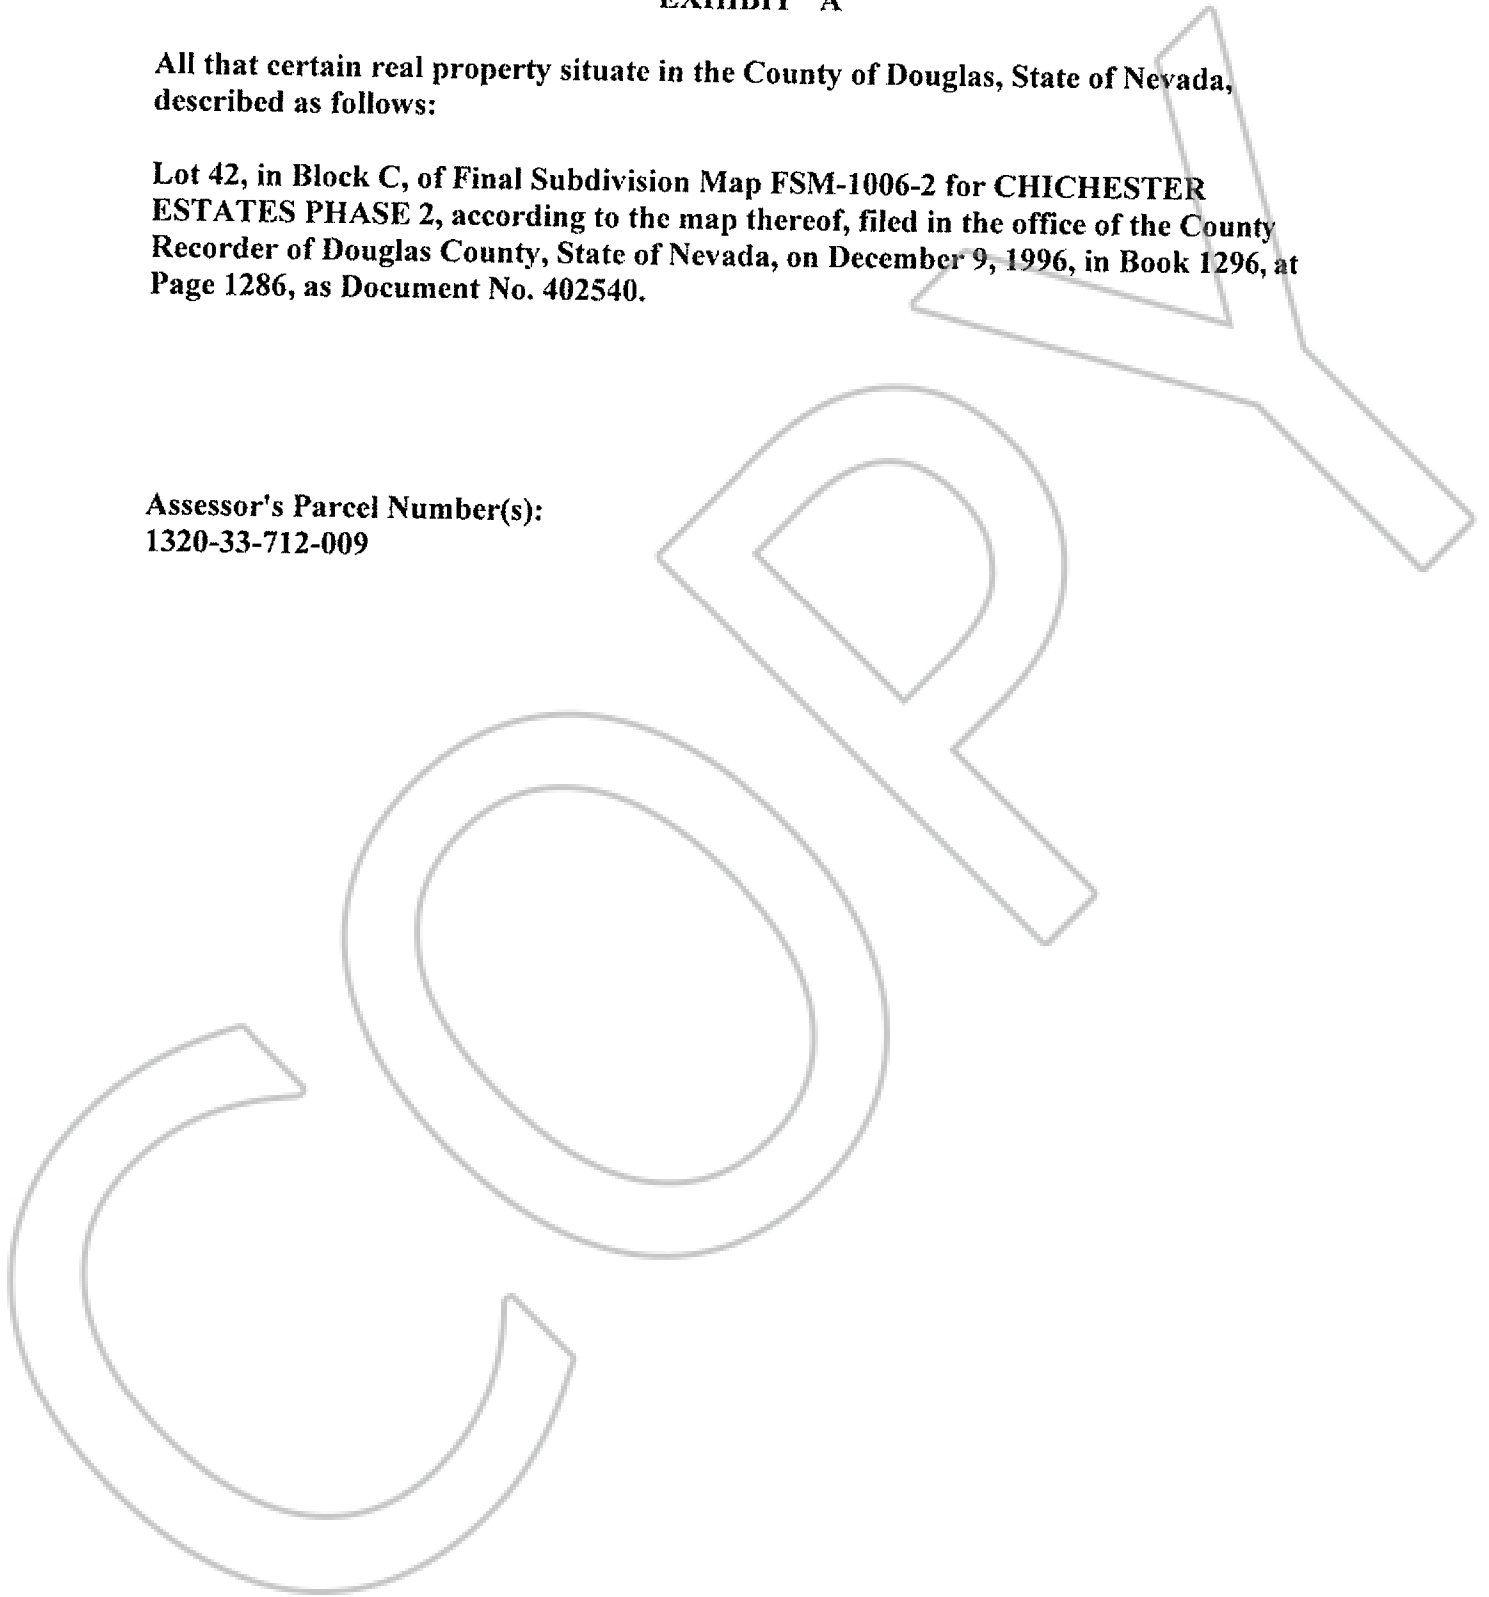 EXHIBIT "A"
All that certain real property situate in the County of Douglas, State of Nevada,
described as follows:
Lot 42, in Block C, of Final Subdivision Map FSM-1006-2 for CHICHESTER
ESTATES PHASE 2, according to the map thereof, filed in the office of the County
Recorder of Douglas County, State of Nevada, on December 9, 1996, in Book 1296, at
Page 1286, as Document No. 402540.
Assessor's Parcel Number(s):
1320-33-712-009
COPY